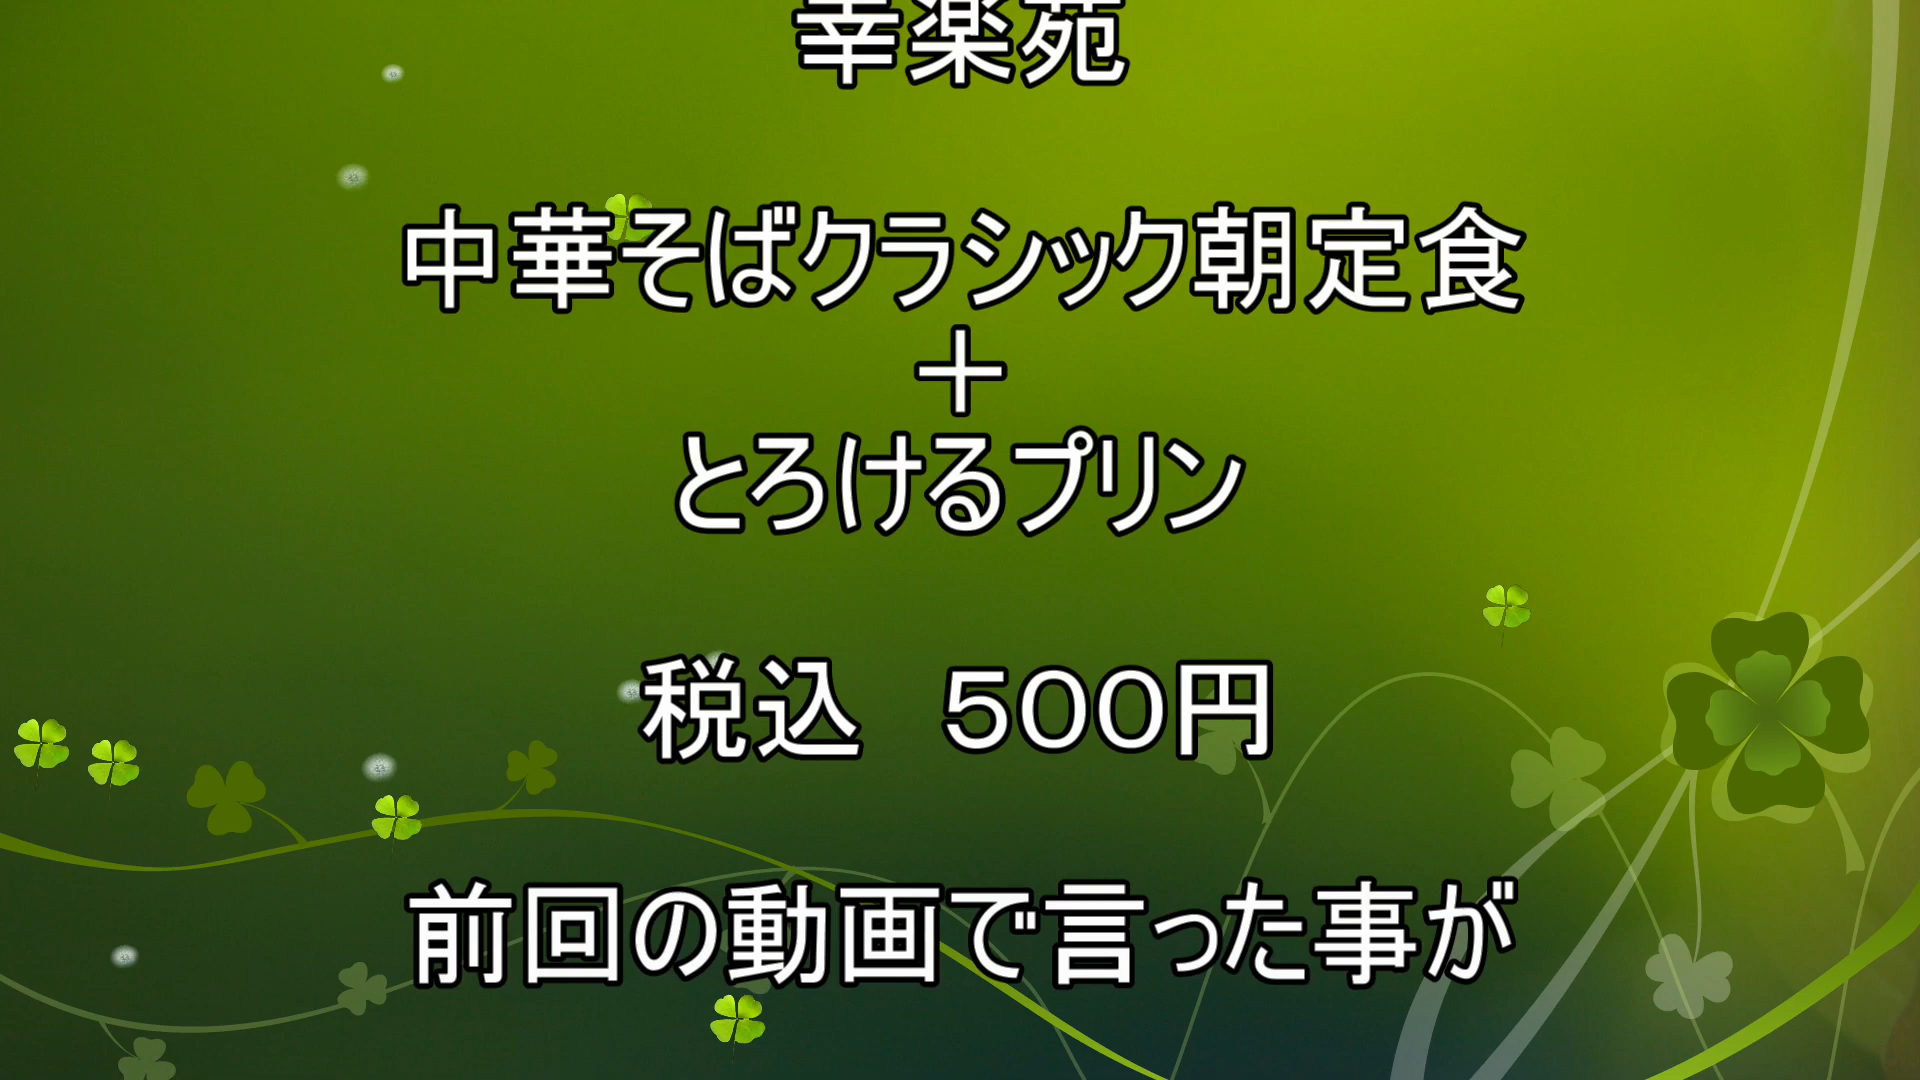 幸楽苑
中華そばクラシック朝定食
＋
とろけるプリン
税込　５００円
前回の動画で言った事が